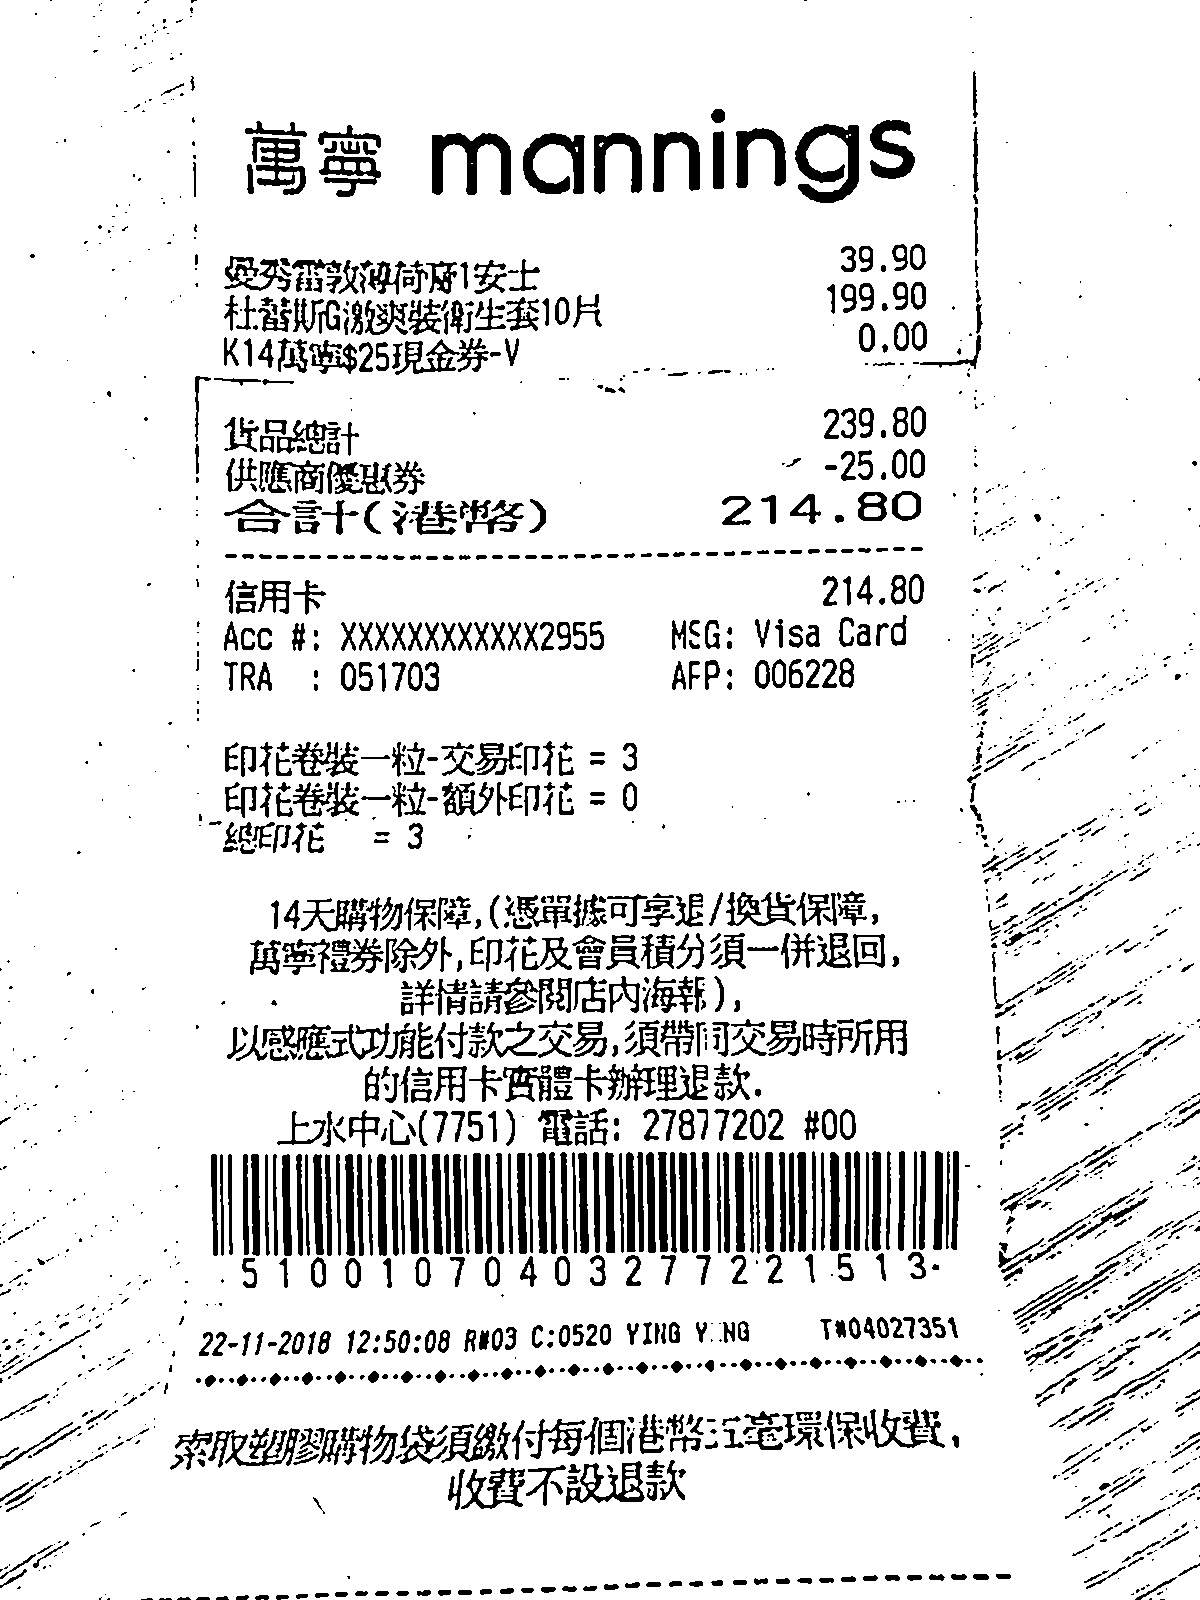 萬寧 mannings
愛秀雷敦薄荷膏1安士 39.90
杜蕾斯G激爽裝衛生套10片 199.90
K14萬寧$25現金券-V 0.00
貨品總計 239.80
供應商優惠券 -25.00
合計(港幣) 214.80
信用卡 214.80
Acc #: XXXXXXXXXXXX2955 MSG: Visa Card
TRA : 051703 AFP: 006228
印花卷裝一粒-交易印花 = 3
印花卷裝一粒-額外印花 = 0
總印花 = 3
14天購物保障,(憑單據可享退/換貨保障,
萬寧禮券除外,印花及會員積分須一併退回,
詳情請參閱店內海報),
以感應式功能付款之交易,須帶同交易時所用
的信用卡實體卡辦理退款.
上水中心(7751) 電話: 27877202 #00
51001070403277221513
22-11-2018 12:50:08 R#03 C:0520 YING T#04027351
索取塑膠購物袋須繳付每個港幣五毫環保收費,
收費不設退款